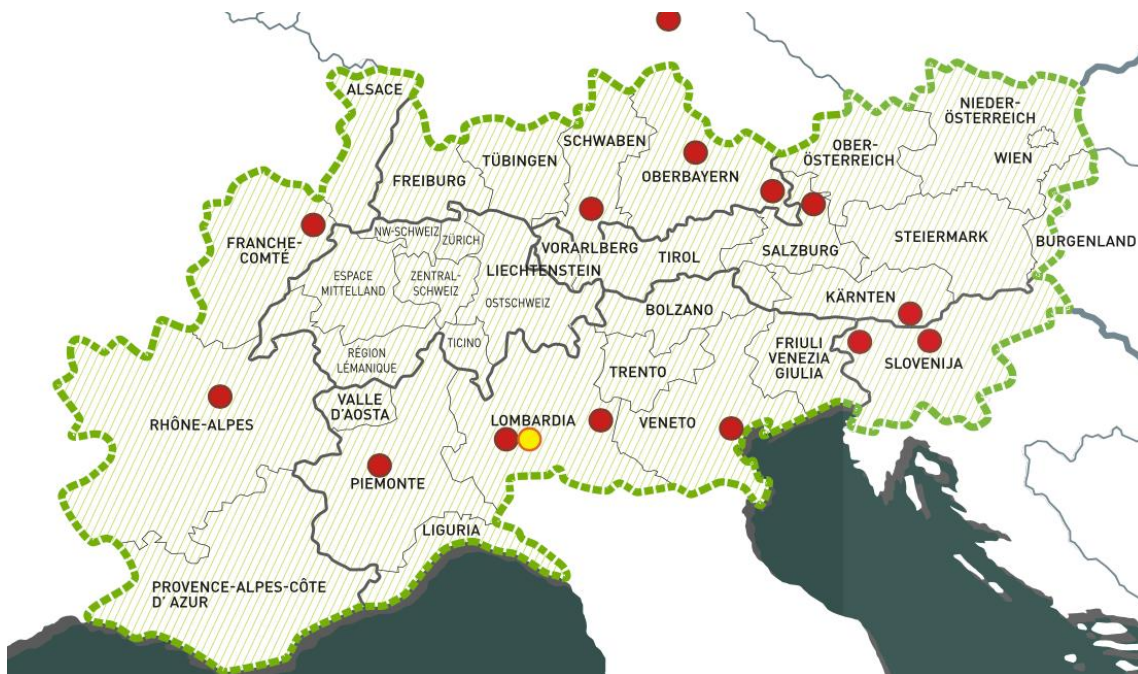 ALSACE
NIEDER-
ÖSTERREICH
SCHWABEN
OBER-
ÖSTERREICH
TÜBINGEN
WIEN
OBERBAYERN
FREIBURG
NW-SCHWEIZ
ZÜRICH
FRANCHE-
COMTÉ
VORARLBERG
TIROL
SALZBURG
STEIERMARK
BURGENLAND
LIECHTENSTEIN
ESPACE
MITTELLAND
ZENTRAL-
SCHWEIZ
OSTSCHWEIZ
BOLZANO
KÄRNTEN
TICINO
FRIULI
VENEZIA
GIULIA
SLOVENIJA
RÉGION
LÉMANIQUE
TRENTO
VALLE
D'AOSTA
RHÔNE-ALPES
LOMBARDIA
VENETO
PIEMONTE
LIGURIA
PROVENCE-ALPES-CÔTE
D' AZUR